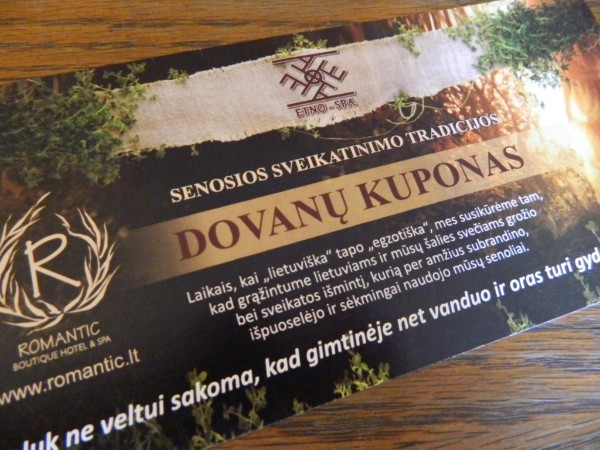 ETNO SPA
SENOSIOS SVEIKATINIMO TRADICIJOS
DOVANŲ KUPONAS
Laikais, kai „lietuviška“ tapo „egzotiška“, mes susikūrėme tam,
kad grąžintume lietuviams ir mūsų šalies svečiams grožio
bei sveikatos išmintį, kurią per amžius subrandino,
išpuoselėjo ir sėkmingai naudojo mūsų senoliai.
R
ROMANTIC
BOUTIQUE HOTEL & SPA
www.romantic.lt
juk ne veltui sakoma, kad gimtinėje net vanduo ir oras turi gyd